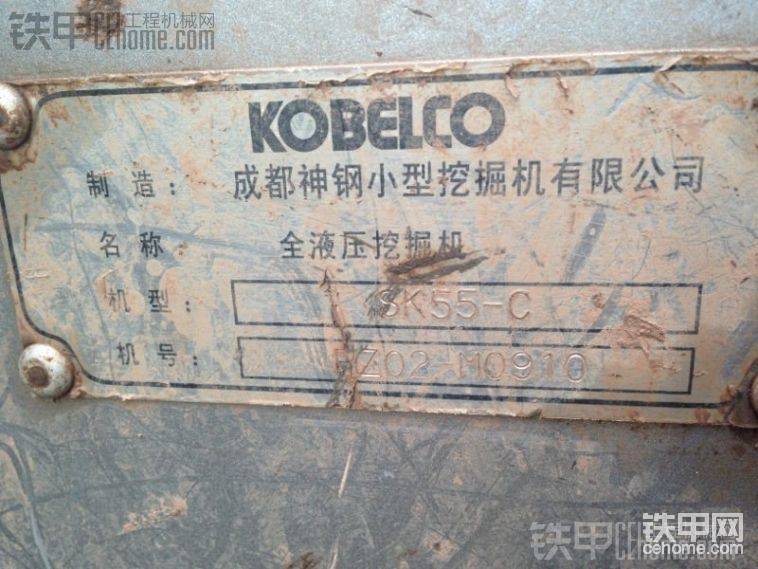 铁甲工程机械网
cehome.com
KOBELCO
制造： 成都神钢小型挖掘机有限公司
名称： 全液压挖掘机
机型： SK55-C
机号： Z02-M0910
铁甲
铁甲网
cehome.com